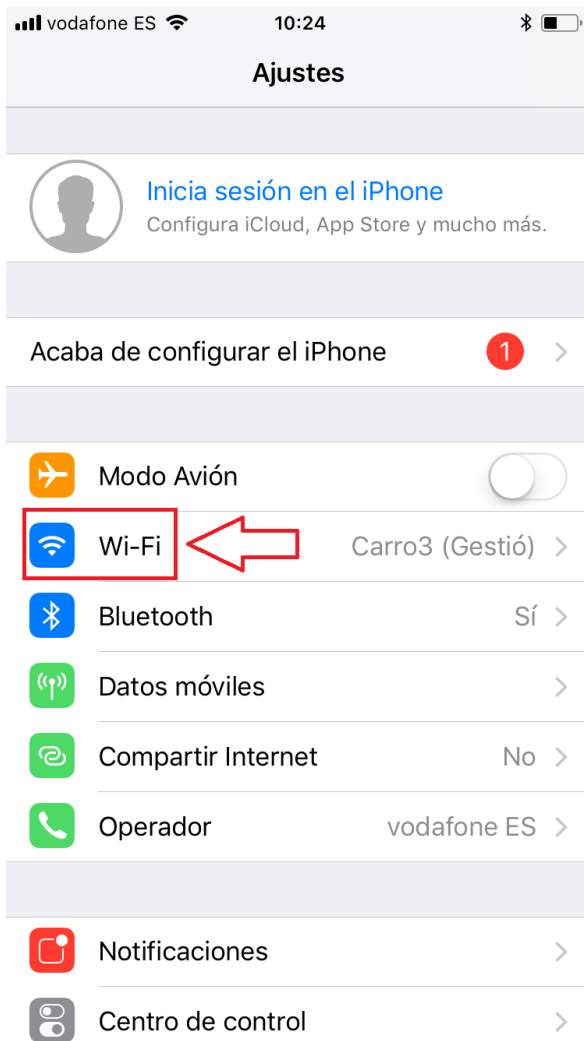 vodafone ES 10:24
Ajustes
Inicia sesión en el iPhone
Configura iCloud, App Store y mucho más.
Acaba de configurar el iPhone 1
Modo Avión
Wi-Fi Carro3 (Gestió)
Bluetooth Sí
Datos móviles
Compartir Internet No
Operador vodafone ES
Notificaciones
Centro de control